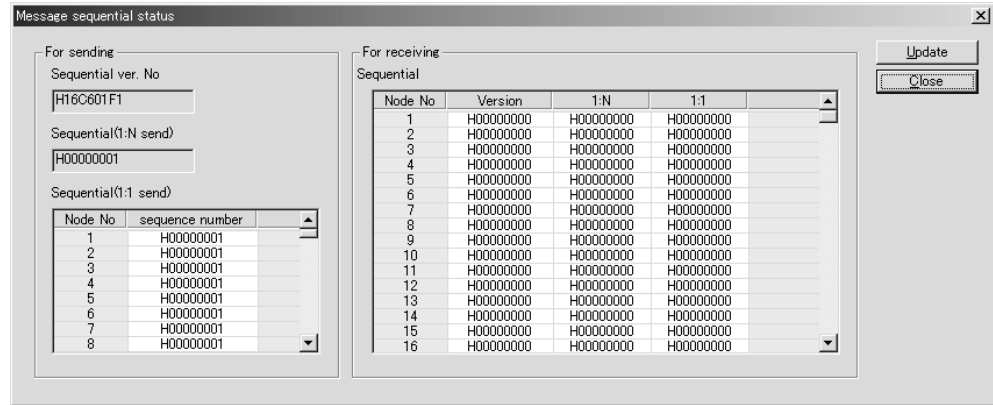 Message sequential status
For sending
Sequential ver. No
H16C601F1
Sequential(1:N send)
H00000001
Sequential(1:1 send)
Node No sequence number
1 H00000001
2 H00000001
3 H00000001
4 H00000001
5 H00000001
6 H00000001
7 H00000001
8 H00000001
For receiving
Sequential
Node No Version 1:N 1:1
1 H00000000 H00000000 H00000000
2 H00000000 H00000000 H00000000
3 H00000000 H00000000 H00000000
4 H00000000 H00000000 H00000000
5 H00000000 H00000000 H00000000
6 H00000000 H00000000 H00000000
7 H00000000 H00000000 H00000000
8 H00000000 H00000000 H00000000
9 H00000000 H00000000 H00000000
10 H00000000 H00000000 H00000000
11 H00000000 H00000000 H00000000
12 H00000000 H00000000 H00000000
13 H00000000 H00000000 H00000000
14 H00000000 H00000000 H00000000
15 H00000000 H00000000 H00000000
16 H00000000 H00000000 H00000000
Update
Close